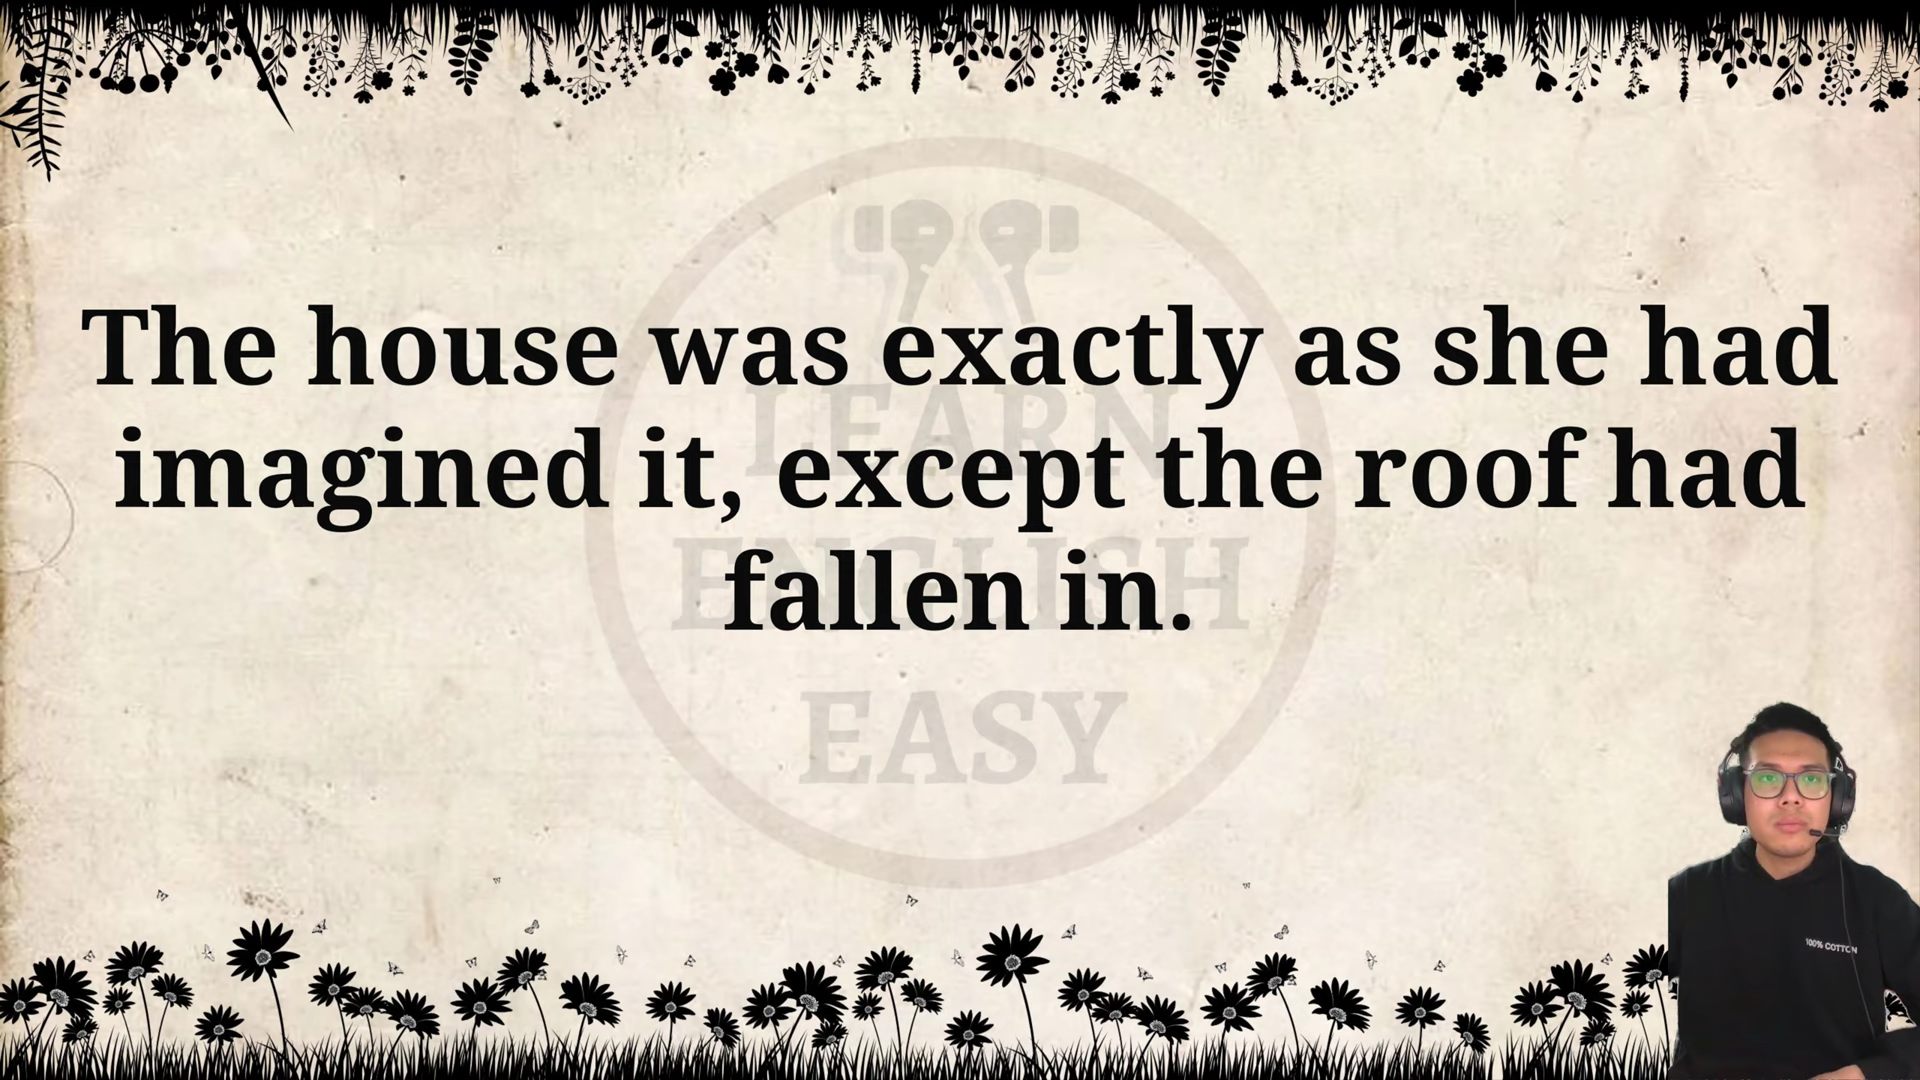 The house was exactly as she had
imagined it, except the roof had
fallen in.
LEARN
ENGLISH
EASY
100% COTTON